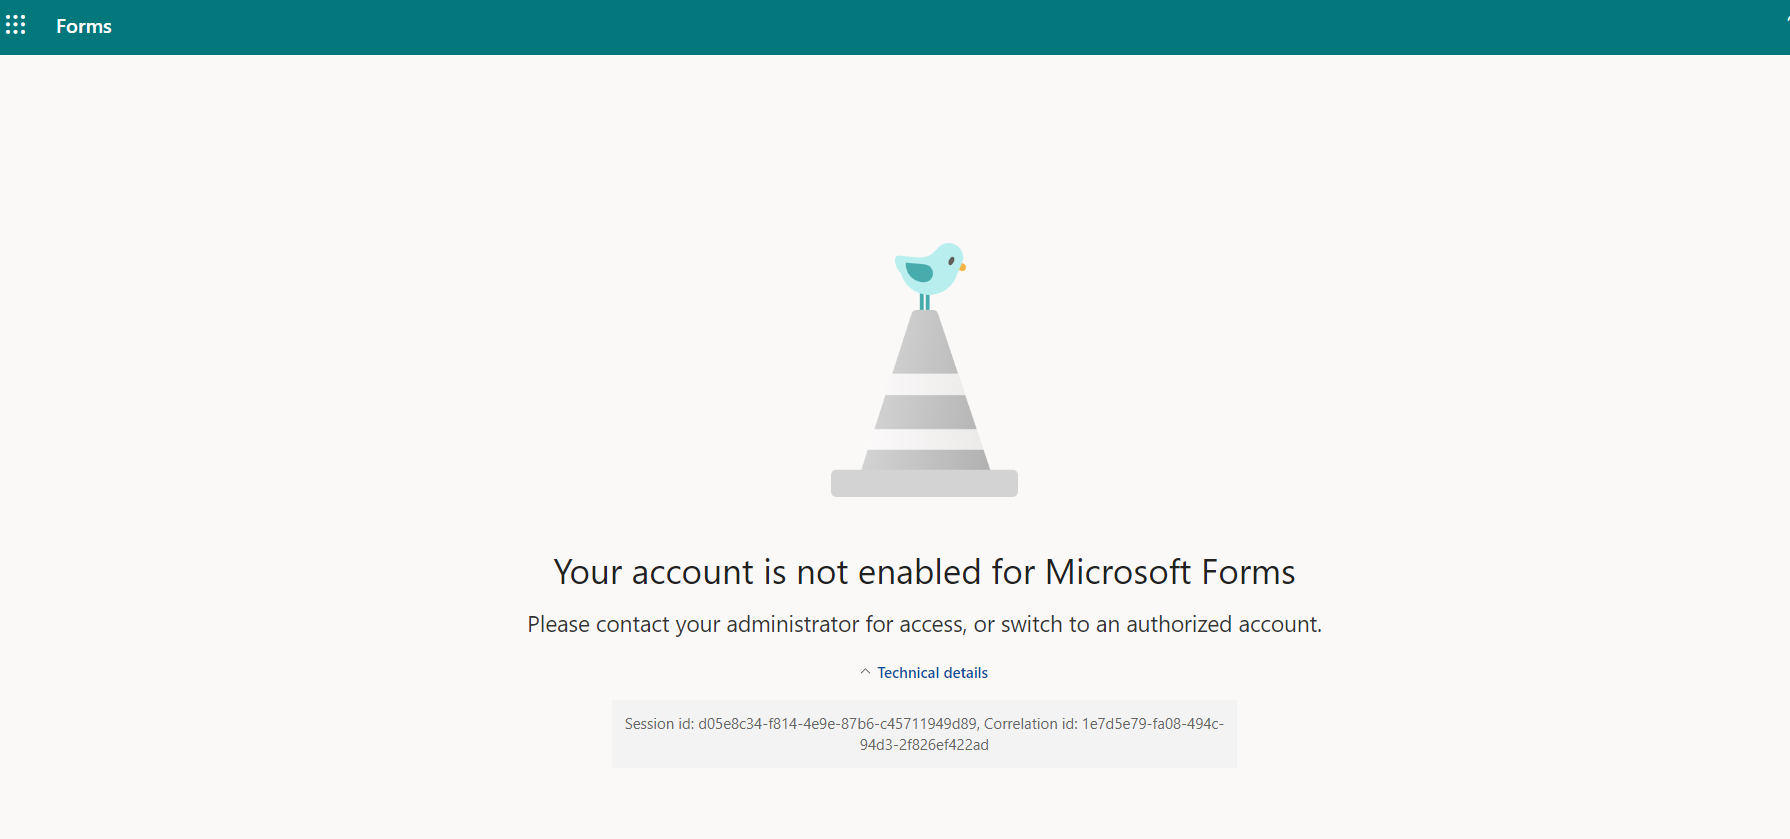 Forms
Your account is not enabled for Microsoft Forms
Please contact your administrator for access, or switch to an authorized account.
Technical details
Session id: d05e8c34-f814-4e9e-87b6-c45711949d89, Correlation id: 1e7d5e79-fa08-494c-
94d3-2f826ef422ad